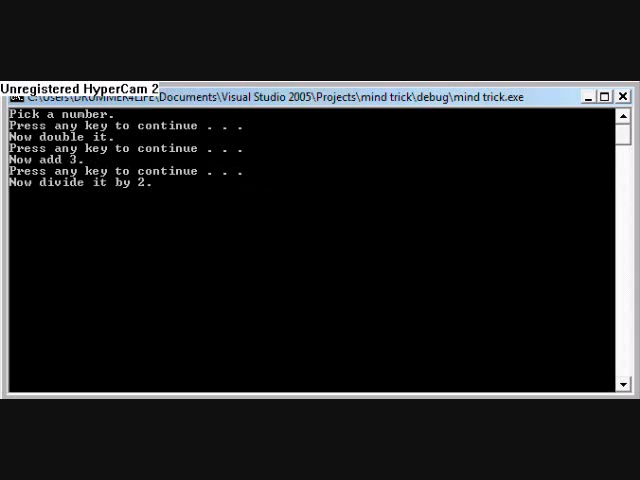 Unregistered HyperCam 2
C:\Users\DRUMMER4LIFE\Documents\Visual Studio 2005\Projects\mind trick\debug\mind trick.exe
Pick a number.
Press any key to continue . . .
Now double it.
Press any key to continue . . .
Now add 3.
Press any key to continue . . .
Now divide it by 2.